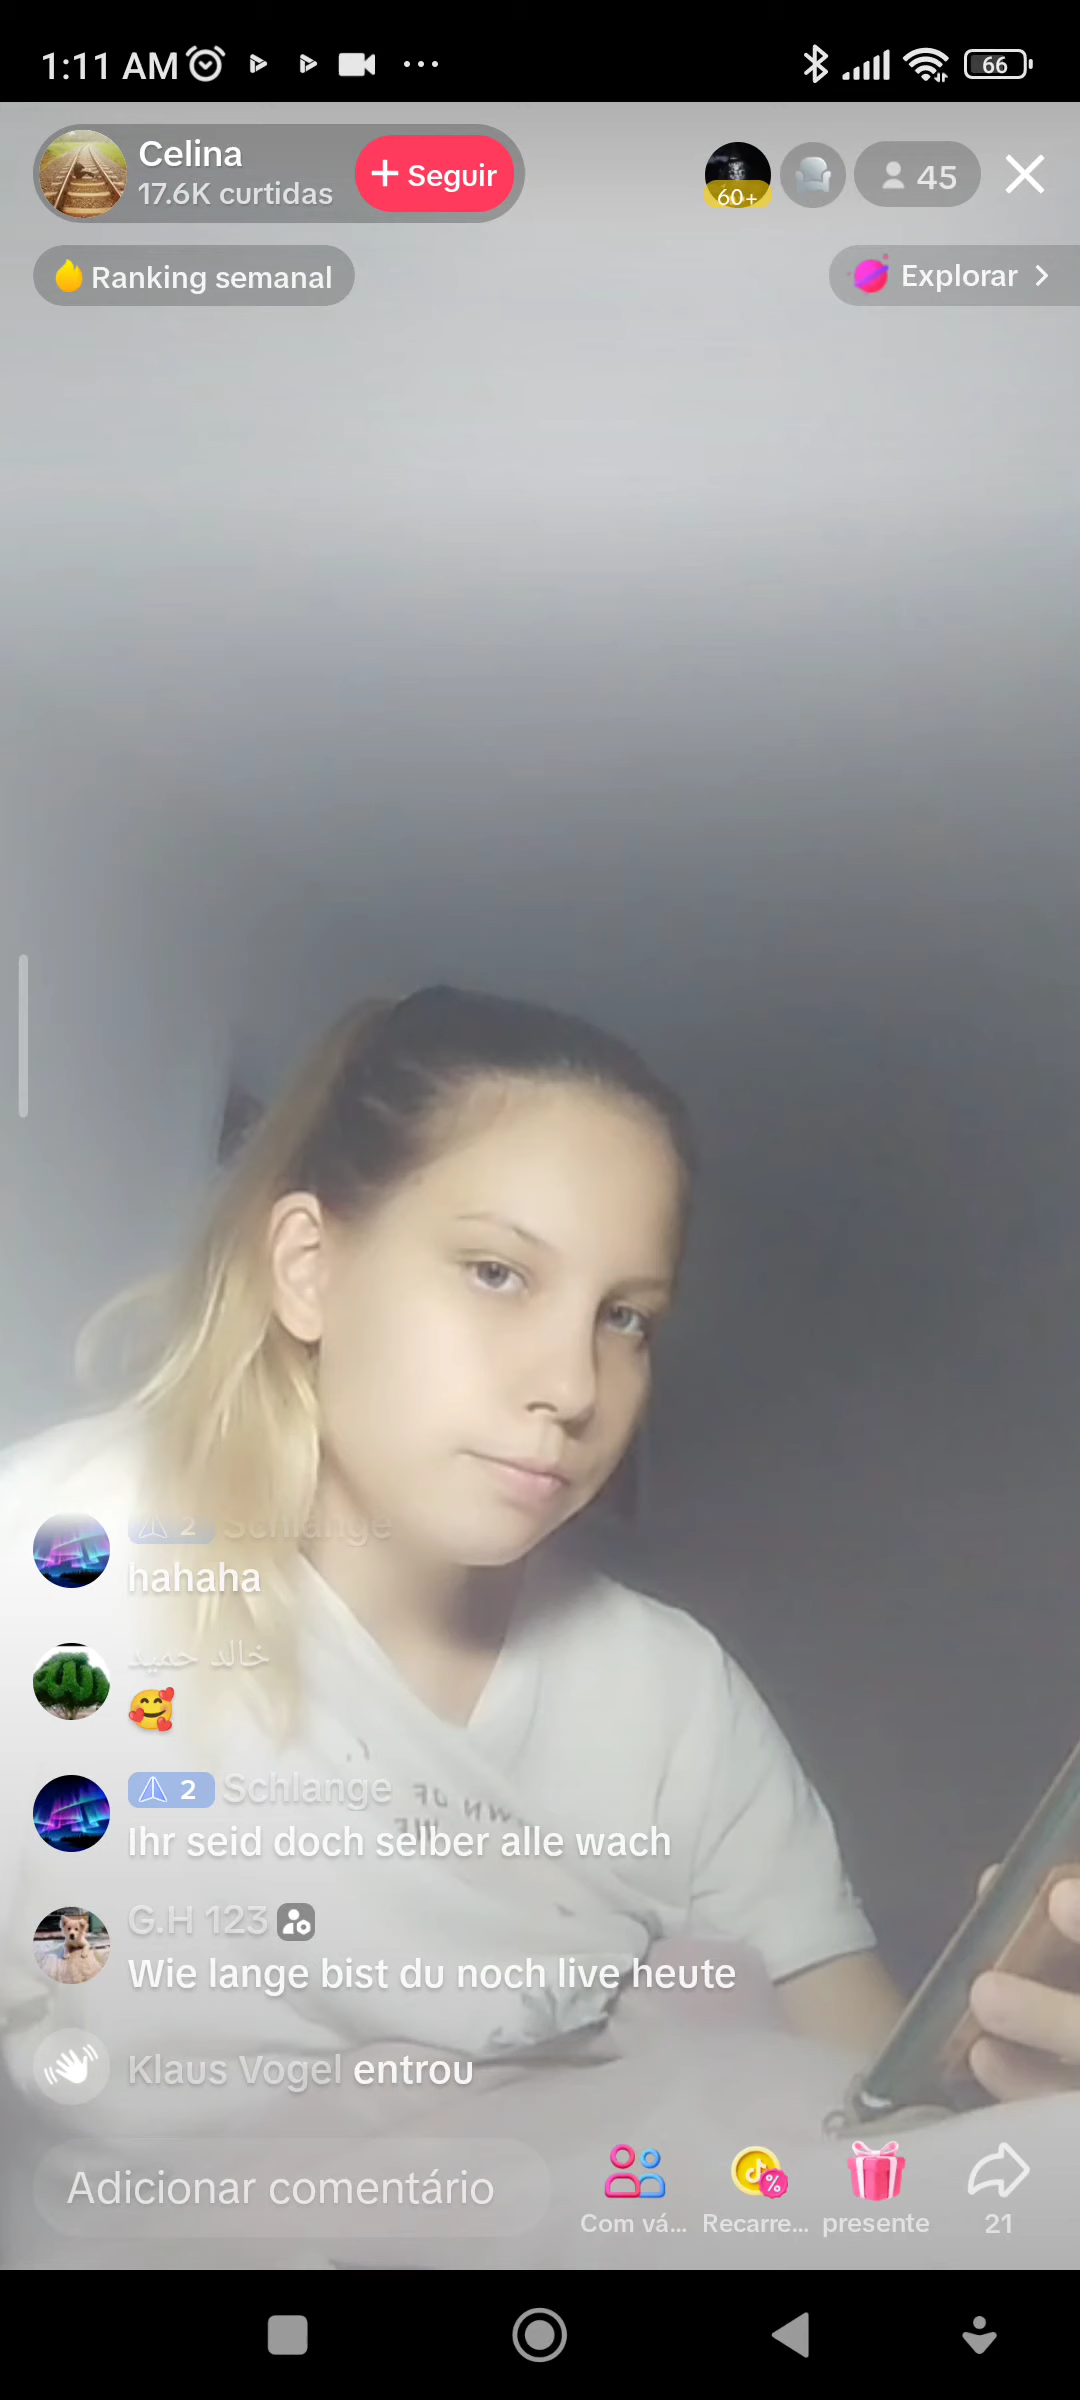 1:11 AM
66
Celina
17.6K curtidas
+ Seguir
60+
45
Ranking semanal
Explorar >
2 Schlange
hahaha
خالد حميد
🥰
2 Schlange
Ihr seid doch selber alle wach
G.H 123
Wie lange bist du noch live heute
Klaus Vogel entrou
Adicionar comentário
Com vá...
Recarre...
presente
21